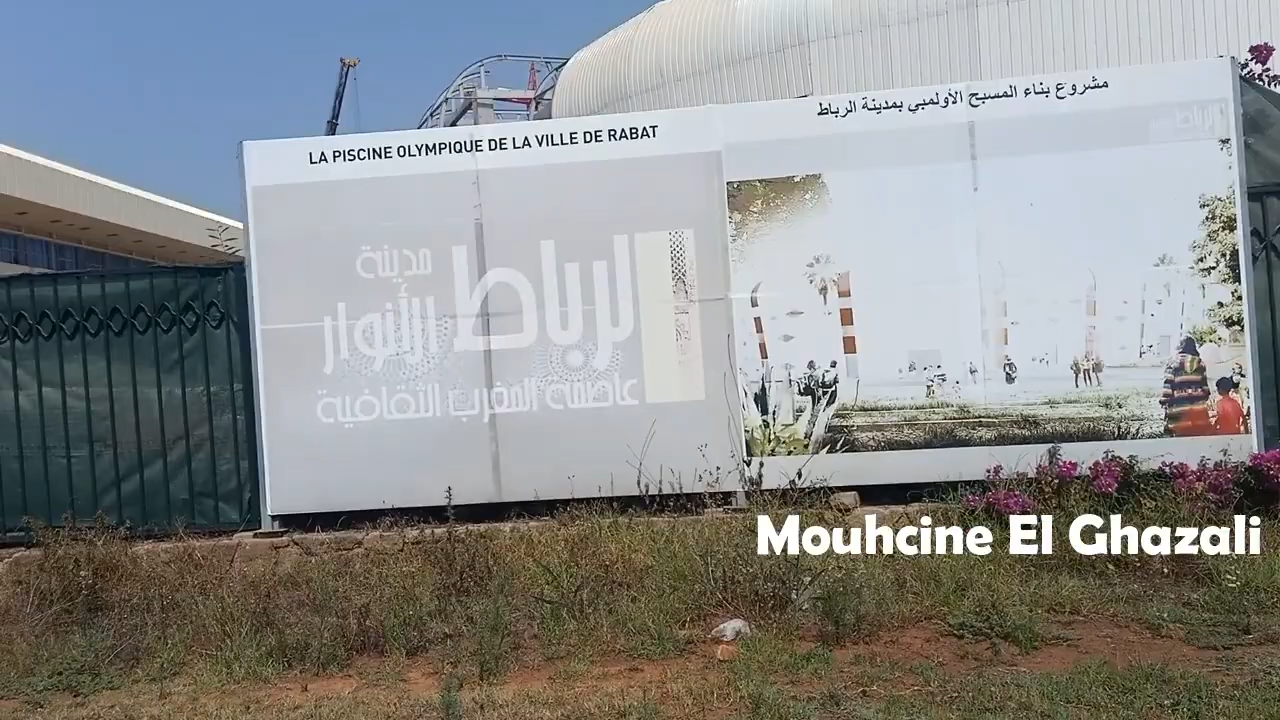 LA PISCINE OLYMPIQUE DE LA VILLE DE RABAT
مشروع بناء المسبح الأولمبي بمدينة الرباط
الرباط
الرباط مدينة
الأنوار
عاصمة المغرب الثقافية
Mouhcine El Ghazali